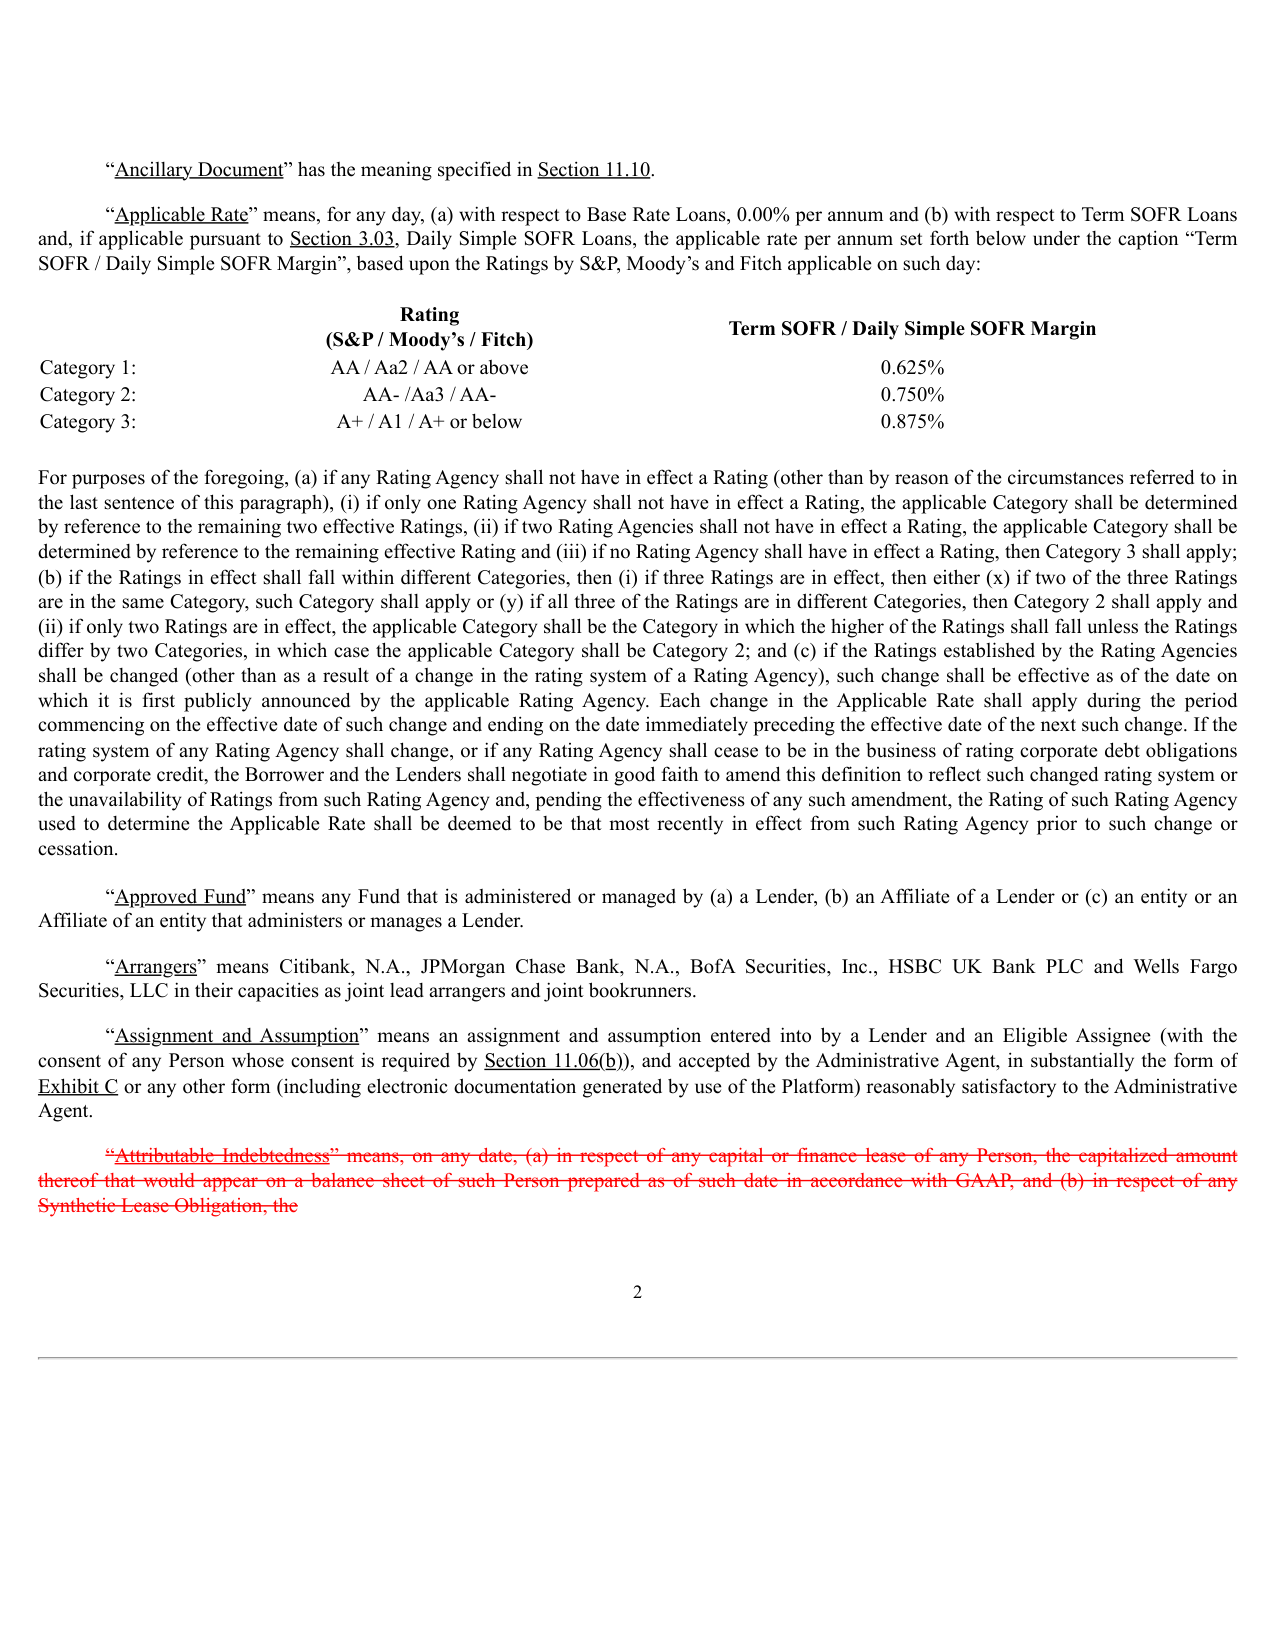 “Ancillary Document” has the meaning specified in Section 11.10.
“Applicable Rate” means, for any day, (a) with respect to Base Rate Loans, 0.00% per annum and (b) with respect to Term SOFR Loans
and, if applicable pursuant to Section 3.03, Daily Simple SOFR Loans, the applicable rate per annum set forth below under the caption “Term
SOFR / Daily Simple SOFR Margin”, based upon the Ratings by S&P, Moody’s and Fitch applicable on such day:
Rating
(S&P / Moody’s / Fitch)
Term SOFR / Daily Simple SOFR Margin
Category 1: AA / Aa2 / AA or above 0.625%
Category 2: AA- /Aa3 / AA- 0.750%
Category 3: A+ / A1 / A+ or below 0.875%
For purposes of the foregoing, (a) if any Rating Agency shall not have in effect a Rating (other than by reason of the circumstances referred to in
the last sentence of this paragraph), (i) if only one Rating Agency shall not have in effect a Rating, the applicable Category shall be determined
by reference to the remaining two effective Ratings, (ii) if two Rating Agencies shall not have in effect a Rating, the applicable Category shall be
determined by reference to the remaining effective Rating and (iii) if no Rating Agency shall have in effect a Rating, then Category 3 shall apply;
(b) if the Ratings in effect shall fall within different Categories, then (i) if three Ratings are in effect, then either (x) if two of the three Ratings
are in the same Category, such Category shall apply or (y) if all three of the Ratings are in different Categories, then Category 2 shall apply and
(ii) if only two Ratings are in effect, the applicable Category shall be the Category in which the higher of the Ratings shall fall unless the Ratings
differ by two Categories, in which case the applicable Category shall be Category 2; and (c) if the Ratings established by the Rating Agencies
shall be changed (other than as a result of a change in the rating system of a Rating Agency), such change shall be effective as of the date on
which it is first publicly announced by the applicable Rating Agency. Each change in the Applicable Rate shall apply during the period
commencing on the effective date of such change and ending on the date immediately preceding the effective date of the next such change. If the
rating system of any Rating Agency shall change, or if any Rating Agency shall cease to be in the business of rating corporate debt obligations
and corporate credit, the Borrower and the Lenders shall negotiate in good faith to amend this definition to reflect such changed rating system or
the unavailability of Ratings from such Rating Agency and, pending the effectiveness of any such amendment, the Rating of such Rating Agency
used to determine the Applicable Rate shall be deemed to be that most recently in effect from such Rating Agency prior to such change or
cessation.
“Approved Fund” means any Fund that is administered or managed by (a) a Lender, (b) an Affiliate of a Lender or (c) an entity or an
Affiliate of an entity that administers or manages a Lender.
“Arrangers” means Citibank, N.A., JPMorgan Chase Bank, N.A., BofA Securities, Inc., HSBC UK Bank PLC and Wells Fargo
Securities, LLC in their capacities as joint lead arrangers and joint bookrunners.
“Assignment and Assumption” means an assignment and assumption entered into by a Lender and an Eligible Assignee (with the
consent of any Person whose consent is required by Section 11.06(b)), and accepted by the Administrative Agent, in substantially the form of
Exhibit C or any other form (including electronic documentation generated by use of the Platform) reasonably satisfactory to the Administrative
Agent.
“Attributable Indebtedness” means, on any date, (a) in respect of any capital or finance lease of any Person, the capitalized amount
thereof that would appear on a balance sheet of such Person prepared as of such date in accordance with GAAP, and (b) in respect of any
Synthetic Lease Obligation, the
2